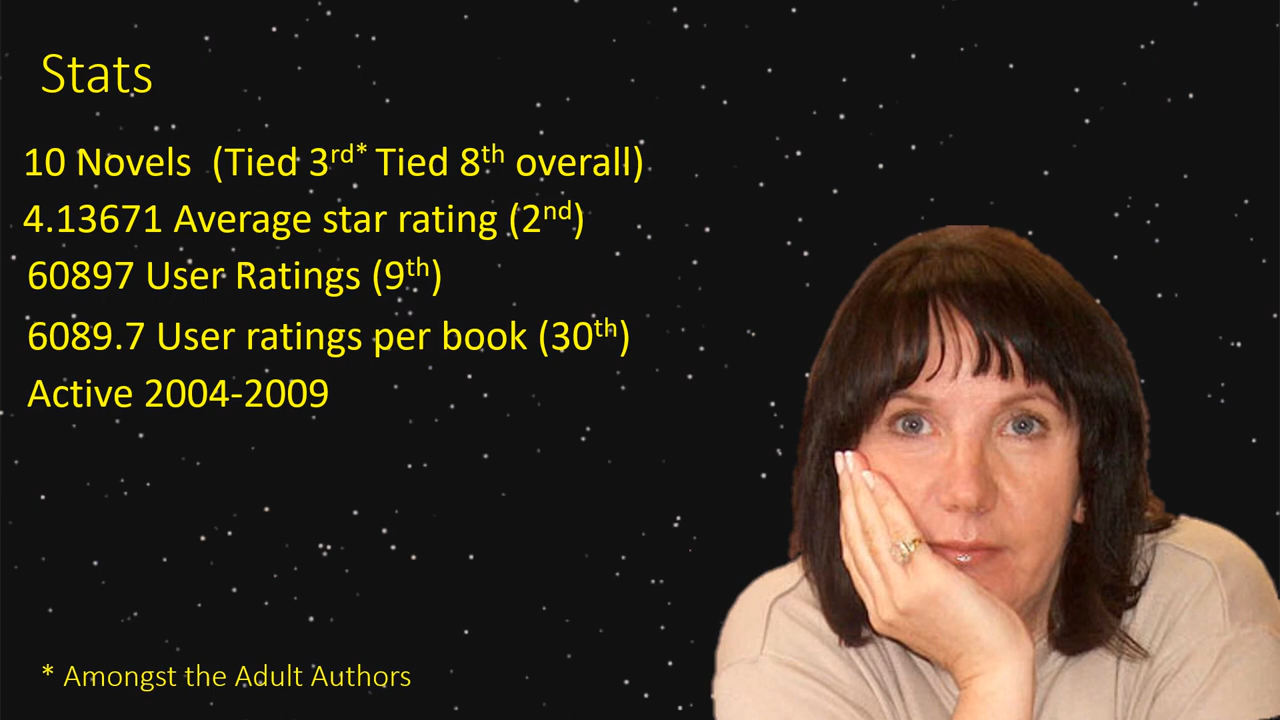 Stats
10 Novels (Tied 3rd* Tied 8th overall)
4.13671 Average star rating (2nd)
60897 User Ratings (9th)
6089.7 User ratings per book (30th)
Active 2004-2009
* Amongst the Adult Authors